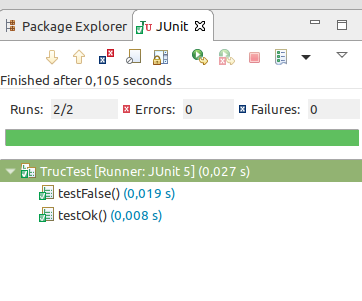 Package Explorer JUnit
Finished after 0,105 seconds
Runs: 2/2 Errors: 0 Failures: 0
TrucTest [Runner: JUnit 5] (0,027 s)
testFalse() (0,019 s)
testOk() (0,008 s)